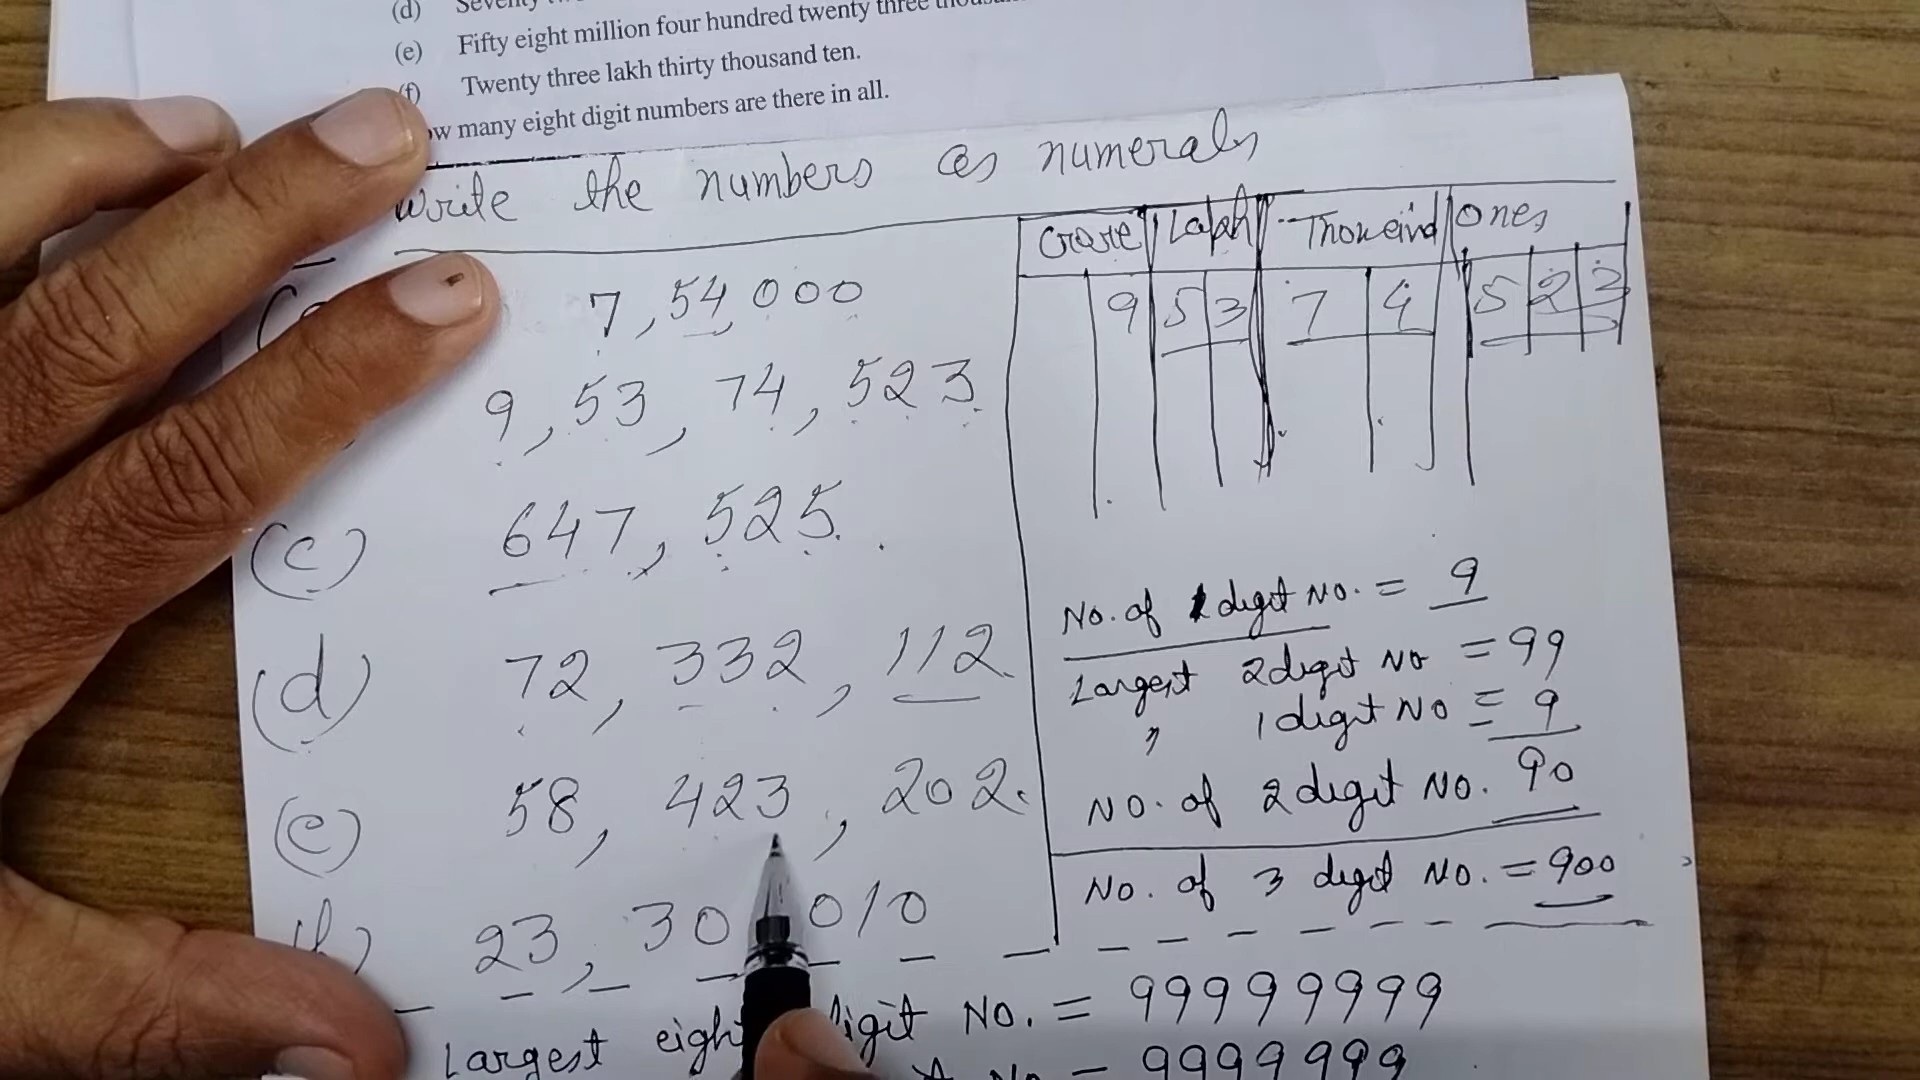 (d)
(e) Fifty eight million four hundred twenty three
(f) Twenty three lakh thirty thousand ten.
many eight digit numbers are there in all.
Write the numbers as numerals
7,54,000
9,53,74,523
(c) 647,525.
(d) 72,332,112
(e) 58,423,202.
23,30 010
Largest digit No. = 99999999
No = 9999999
Lakh ones
9 5 3 7 4 5 2 3
No. of 1 digit No. = 9
Largest 2 digit No = 99
" 1 digit No = 9
No. of 2 digit No. 90
No. of 3 digit No. = 900